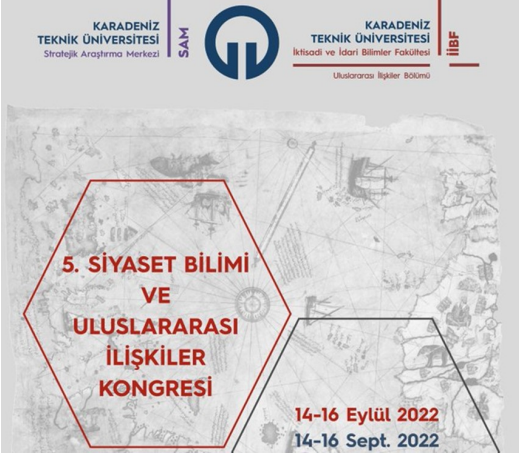 KARADENİZ
TEKNİK ÜNİVERSİTESİ
Stratejik Araştırma Merkezi
SAM
KARADENİZ
TEKNİK ÜNİVERSİTESİ
İktisadi ve İdari Bilimler Fakültesi
Uluslararası İlişkiler Bölümü
İİBF
5. SİYASET BİLİMİ
VE
ULUSLARARASI
İLİŞKİLER
KONGRESİ
14-16 Eylül 2022
14-16 Sept. 2022